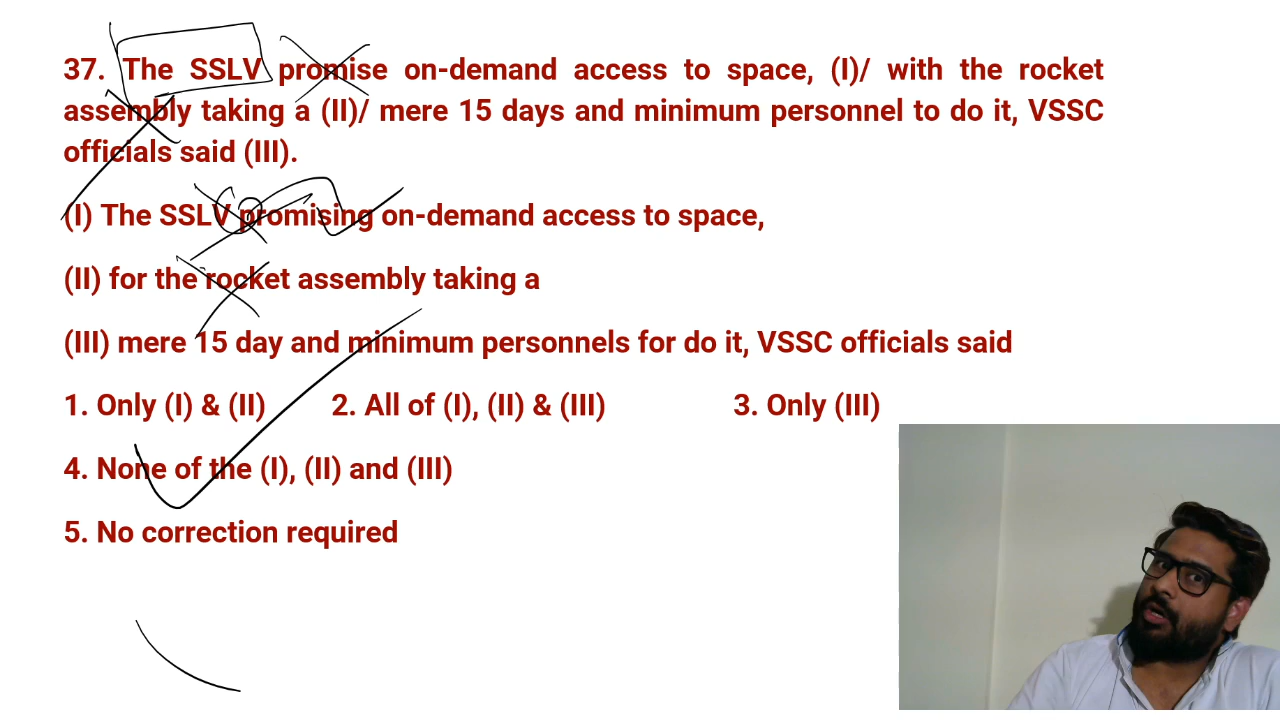 37. The SSLV promise on-demand access to space, (I)/ with the rocket
assembly taking a (II)/ mere 15 days and minimum personnel to do it, VSSC
officials said (III).
(I) The SSLV promising on-demand access to space,
(II) for the rocket assembly taking a
(III) mere 15 day and minimum personnels for do it, VSSC officials said
1. Only (I) & (II) 2. All of (I), (II) & (III) 3. Only (III)
4. None of the (I), (II) and (III)
5. No correction required